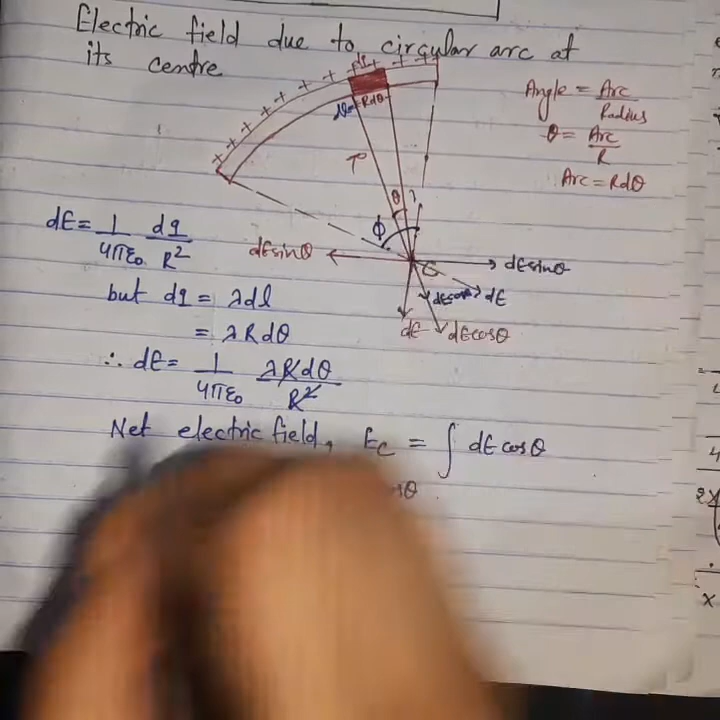 Electric field due to circular arc at
its centre
+ + + + + + + + + + + + +
Rdθ
Angle = Arc / Radius
θ = Arc / R
Arc = Rdθ
r
θ
φ
dE = 1/4πε₀ dq/R²
dEsinθ
C
dEsinθ
dEcosθ
dE
dE
dEcosθ
but dq = λdl
= λRdθ
∴ dE = 1/4πε₀ λRdθ/R²
Net electric field, E_C = ∫ dE cosθ
θ